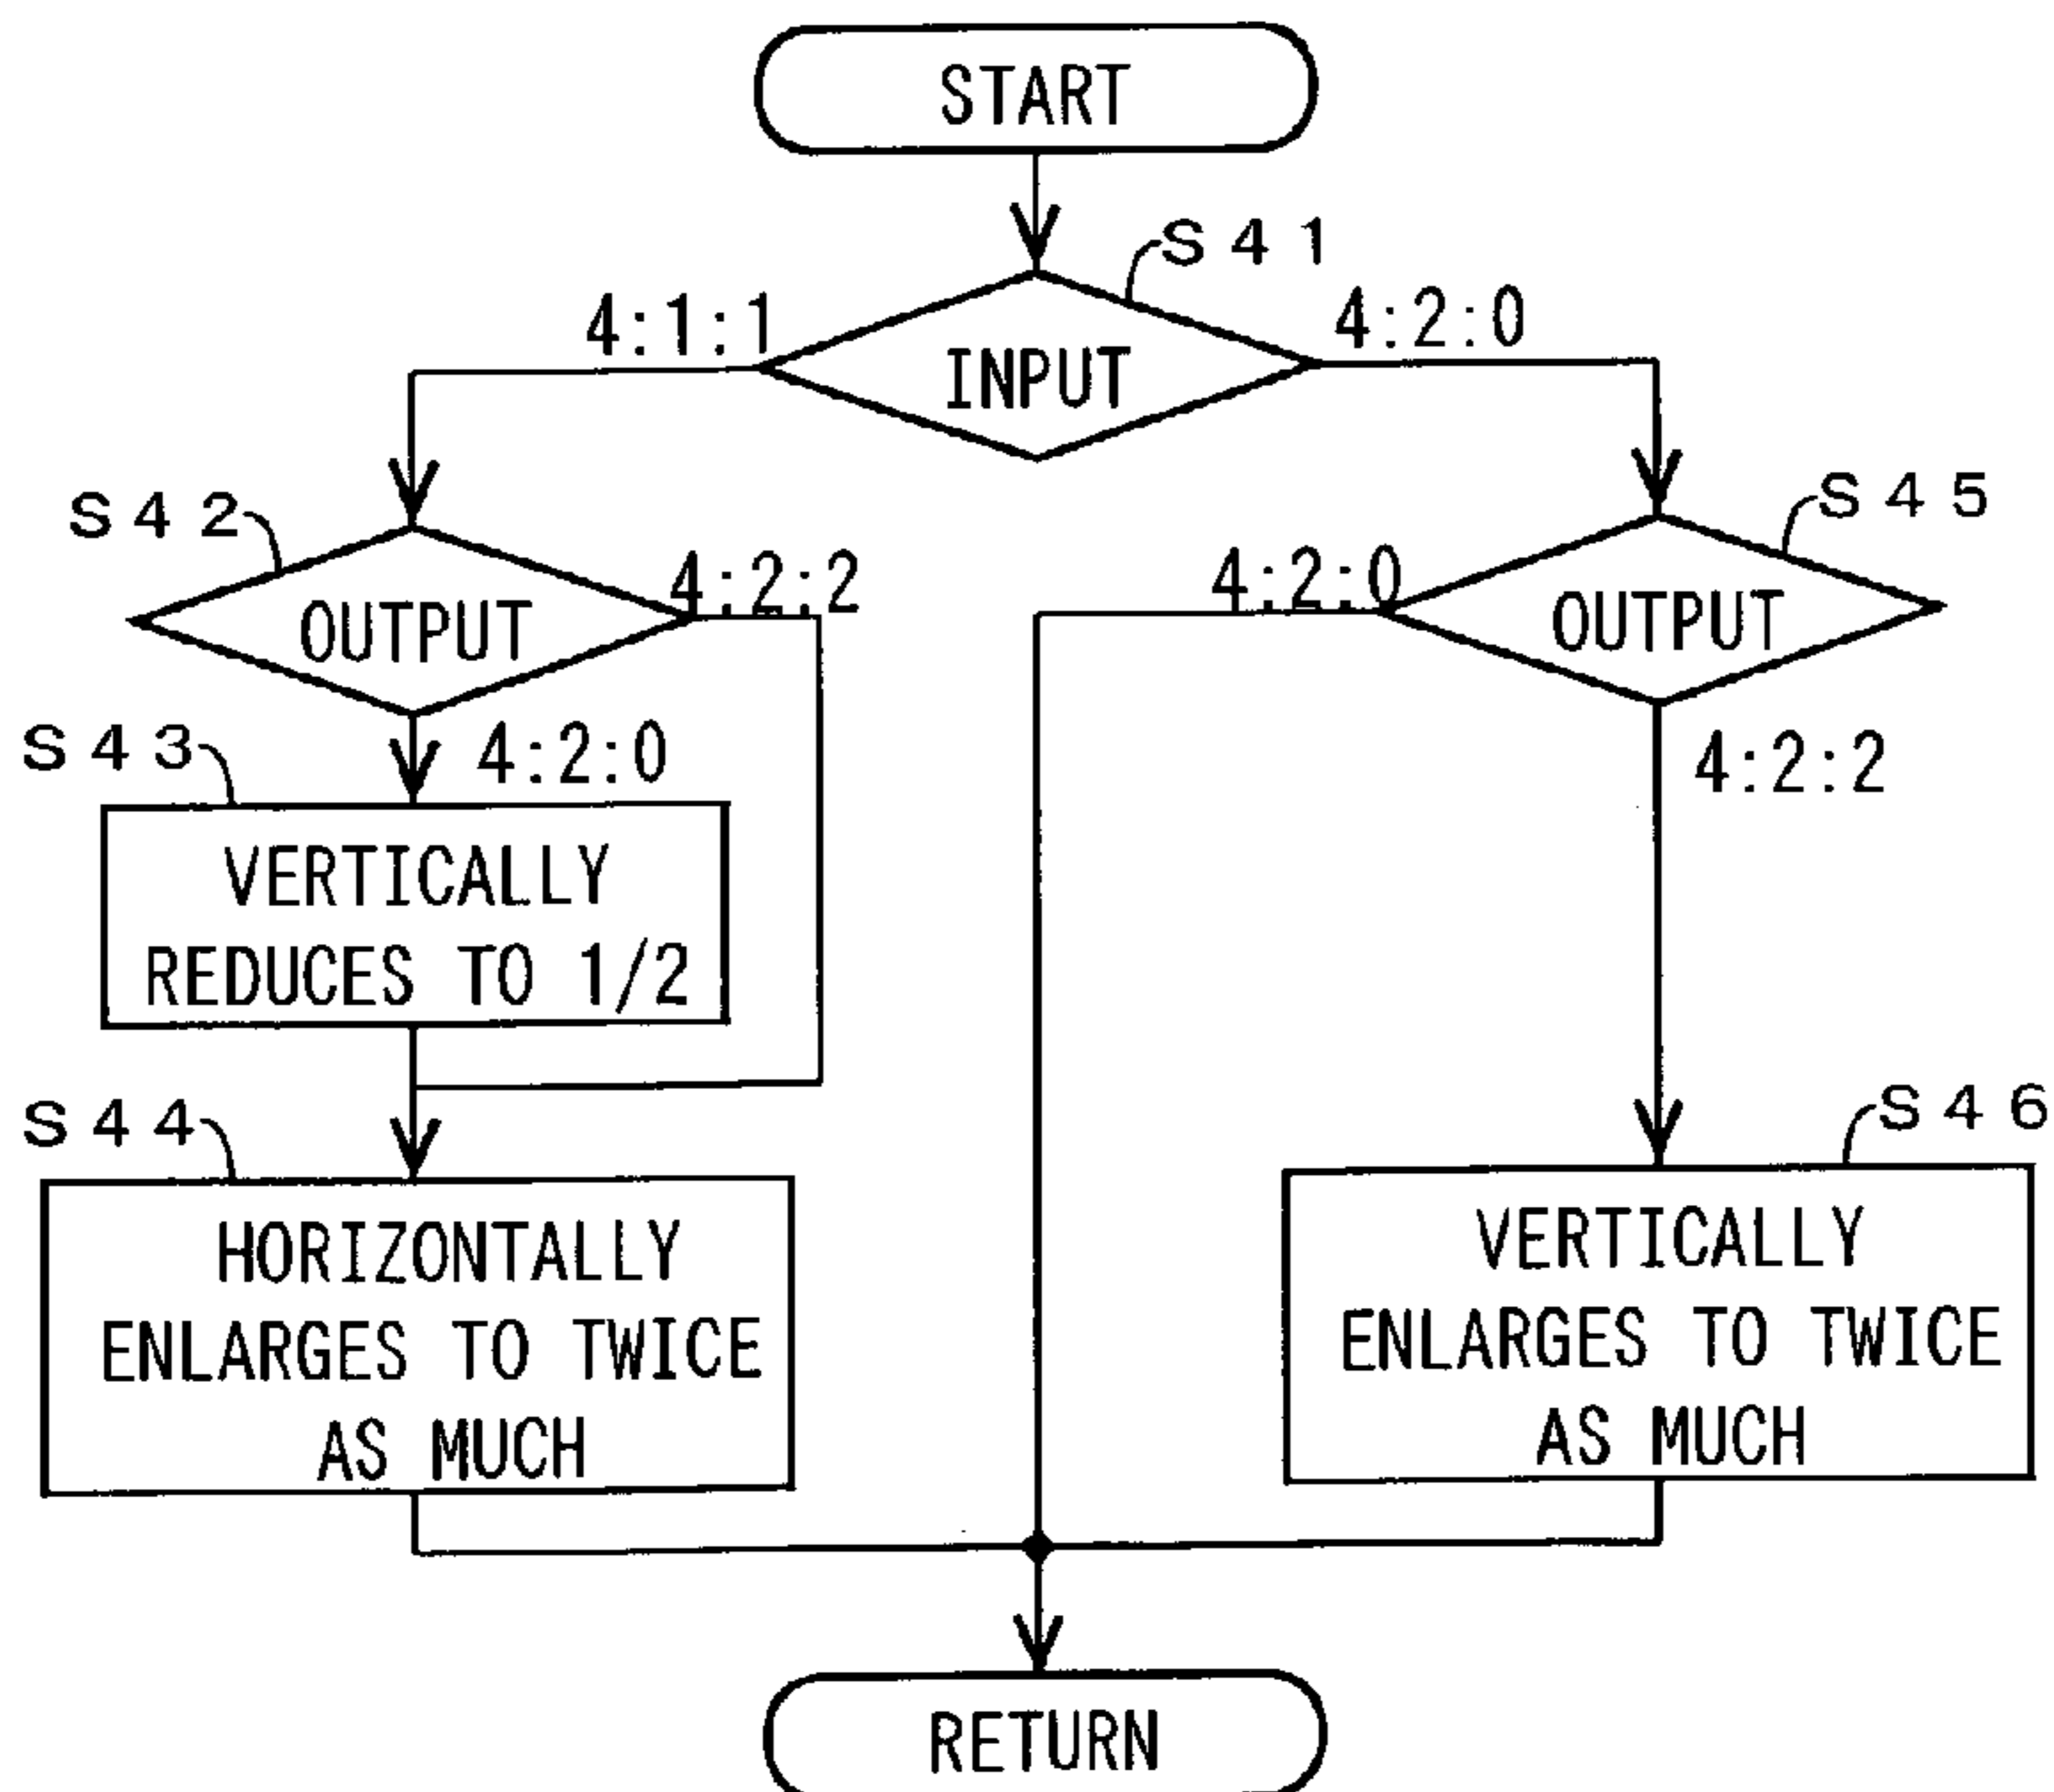 START
S41
4:1:1
4:2:0
INPUT
S42
S45
4:2:2
4:2:0
OUTPUT
OUTPUT
S43
4:2:0
4:2:2
VERTICALLY
REDUCES TO 1/2
S44
S46
HORIZONTALLY
ENLARGES TO TWICE
AS MUCH
VERTICALLY
ENLARGES TO TWICE
AS MUCH
RETURN